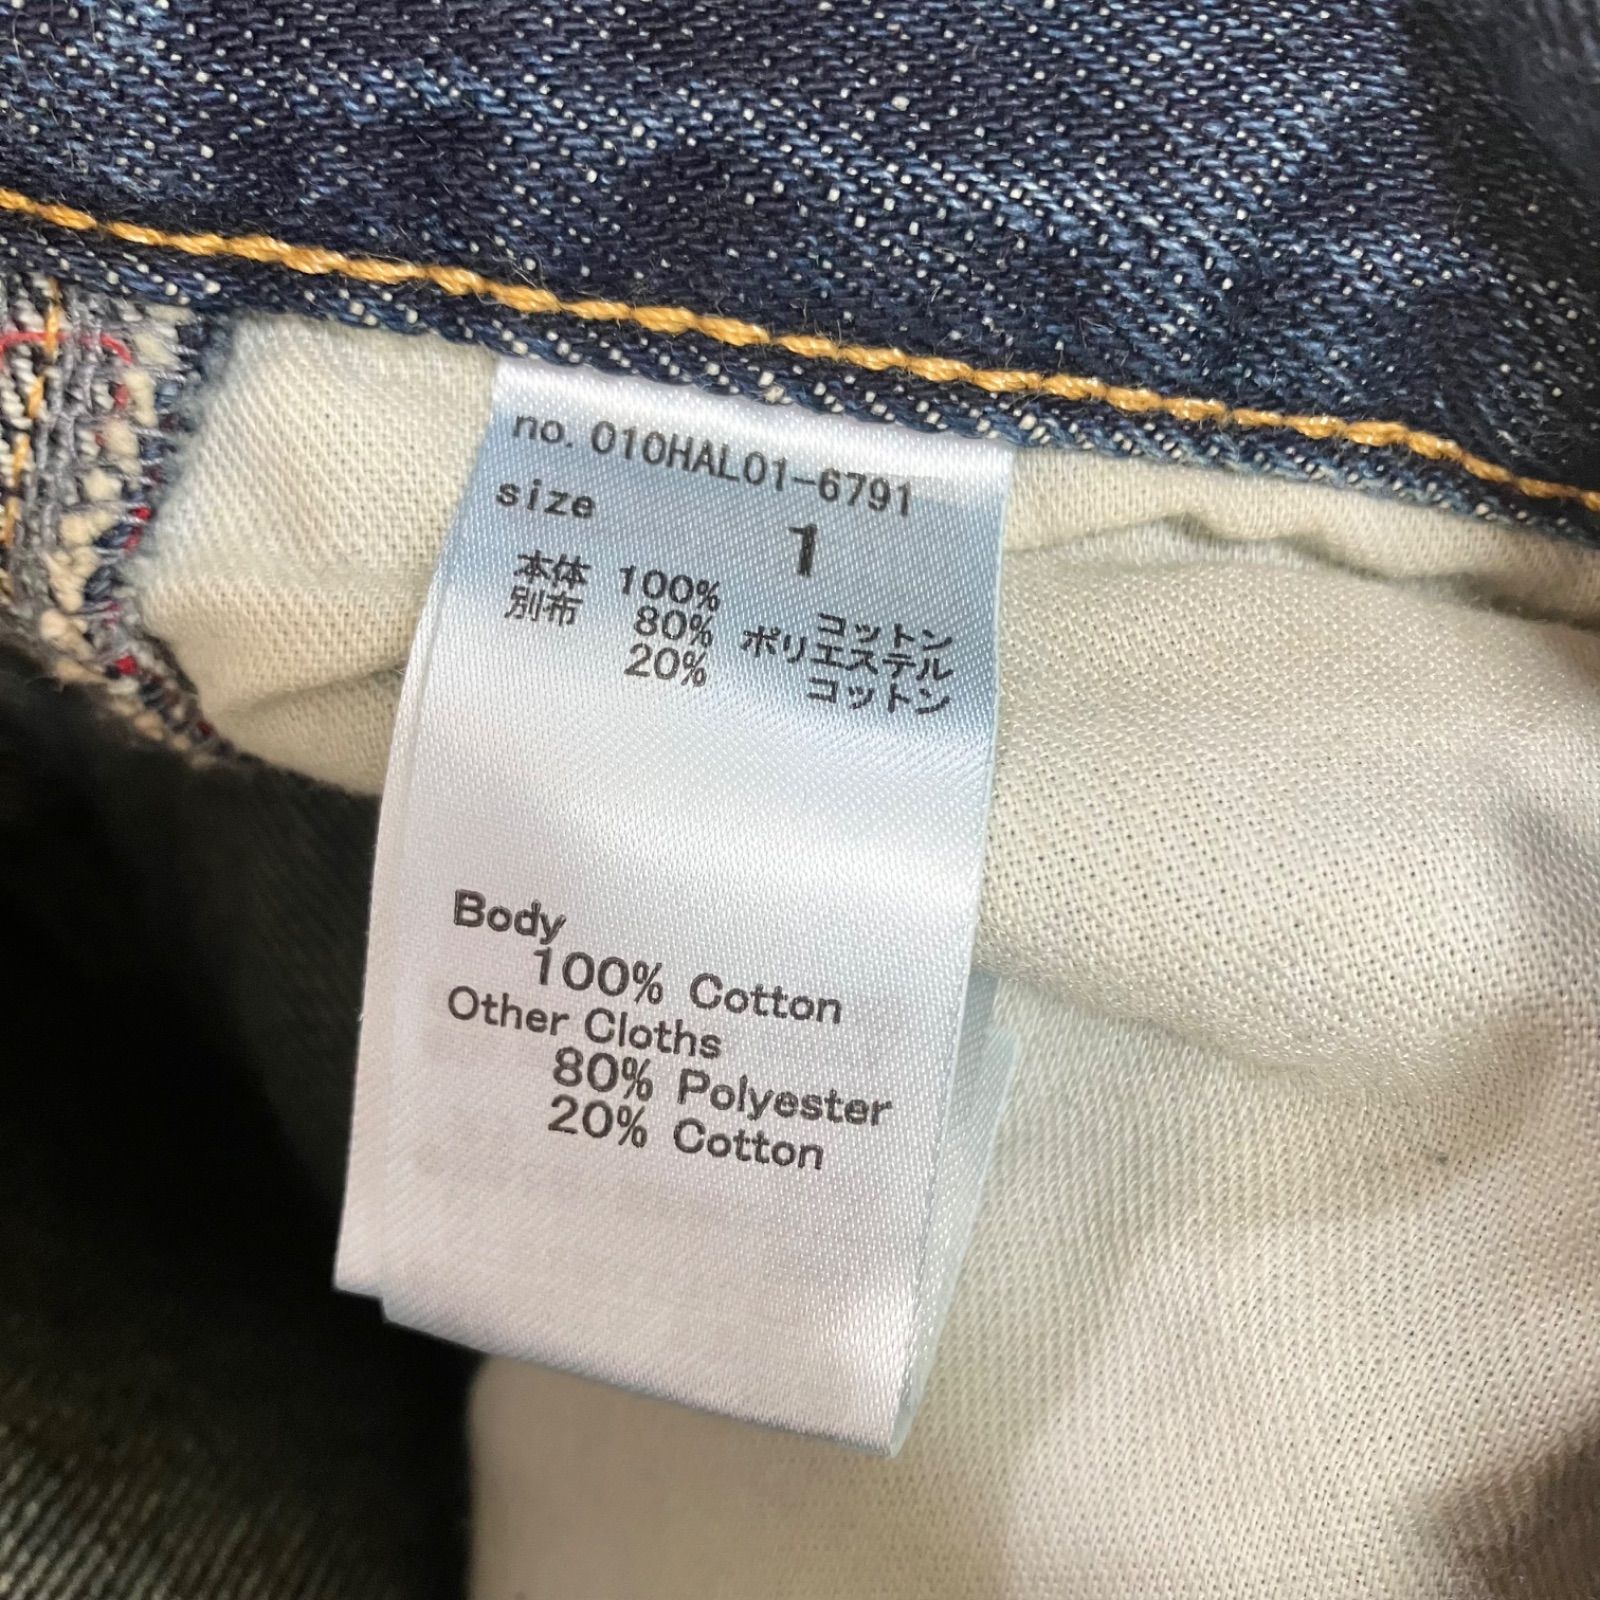 no. 010HAL01-6791
size 1
本体 100% コットン
別布 80% ポリエステル
20% コットン
Body
100% Cotton
Other Cloths
80% Polyester
20% Cotton